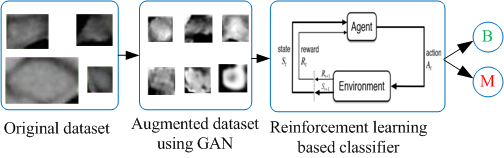 Agent
state
S_t
reward
R_t
action
A_t
R_{t+1}
S_{t+1}
Environment
B
M
Original dataset
Augmented dataset
using GAN
Reinforcement learning
based classifier